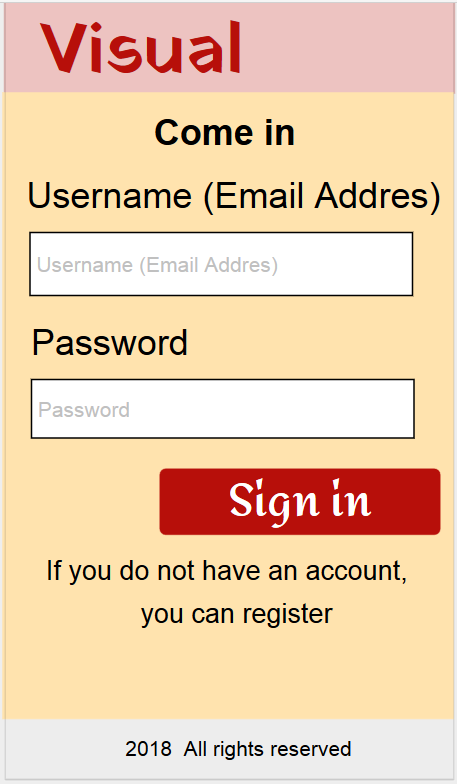 Visual
Come in
Username (Email Addres)
Username (Email Addres)
Password
Password
Sign in
If you do not have an account,
you can register
2018  All rights reserved